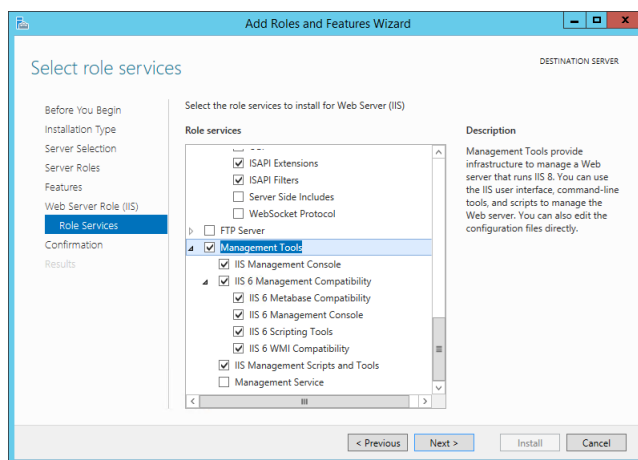 Add Roles and Features Wizard
Select role services
DESTINATION SERVER
Before You Begin
Installation Type
Server Selection
Server Roles
Features
Web Server Role (IIS)
Role Services
Confirmation
Results
Select the role services to install for Web Server (IIS)
Role services
ISAPI Extensions
ISAPI Filters
Server Side Includes
WebSocket Protocol
FTP Server
Management Tools
IIS Management Console
IIS 6 Management Compatibility
IIS 6 Metabase Compatibility
IIS 6 Management Console
IIS 6 Scripting Tools
IIS 6 WMI Compatibility
IIS Management Scripts and Tools
Management Service
Description
Management Tools provide
infrastructure to manage a Web
server that runs IIS 8. You can use
the IIS user interface, command-line
tools, and scripts to manage the
Web server. You can also edit the
configuration files directly.
< Previous
Next >
Install
Cancel